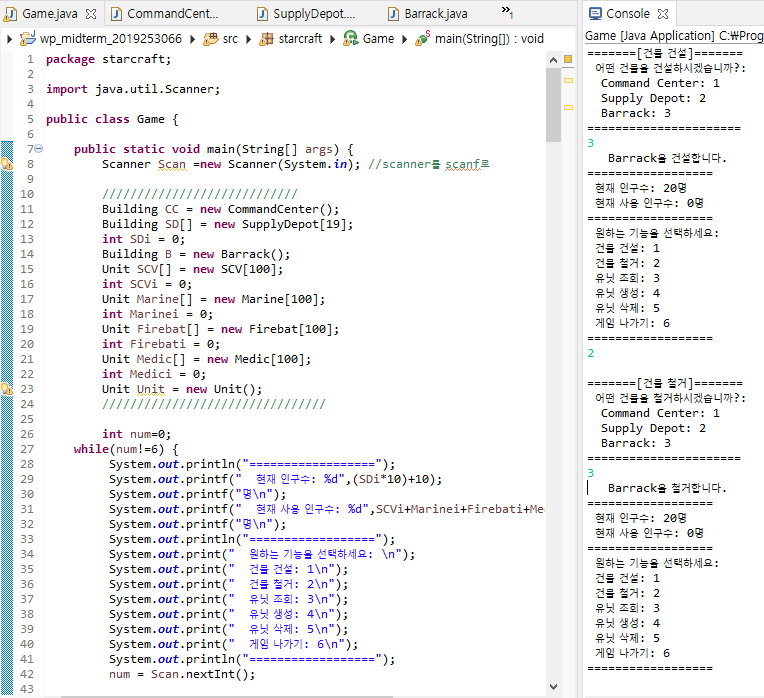 Game.java
CommandCent...
SupplyDepot....
Barrack.java
»1
wp_midterm_2019253066 ▸ src ▸ starcraft ▸ Game ▸ main(String[]) : void
1 package starcraft;
2
3 import java.util.Scanner;
4
5 public class Game {
6
7 public static void main(String[] args) {
8 Scanner Scan =new Scanner(System.in); //scanner를 scanf로
9
10 ////////////////////////////
11 Building CC = new CommandCenter();
12 Building SD[] = new SupplyDepot[19];
13 int SDi = 0;
14 Building B = new Barrack();
15 Unit SCV[] = new SCV[100];
16 int SCVi = 0;
17 Unit Marine[] = new Marine[100];
18 int Marinei = 0;
19 Unit Firebat[] = new Firebat[100];
20 int Firebati = 0;
21 Unit Medic[] = new Medic[100];
22 int Medici = 0;
23 Unit Unit = new Unit();
24 ////////////////////////////////
25
26 int num=0;
27 while(num!=6) {
28 System.out.println("==================");
29 System.out.printf("  현재 인구수: %d",(SDi*10)+10);
30 System.out.printf("명\n");
31 System.out.printf("  현재 사용 인구수: %d",SCVi+Marinei+Firebati+Me
32 System.out.printf("명\n");
33 System.out.println("==================");
34 System.out.print("  원하는 기능을 선택하세요: \n");
35 System.out.print("  건물 건설: 1\n");
36 System.out.print("  건물 철거: 2\n");
37 System.out.print("  유닛 조회: 3\n");
38 System.out.print("  유닛 생성: 4\n");
39 System.out.print("  유닛 삭제: 5\n");
40 System.out.print("  게임 나가기: 6\n");
41 System.out.println("==================");
42 num = Scan.nextInt();
43
Console
Game [Java Application] C:\Prog
=======[건물 건설]=======
어떤 건물을 건설하시겠습니까?:
Command Center: 1
Supply Depot: 2
Barrack: 3
======================
3
Barrack을 건설합니다.
==================
현재 인구수: 20명
현재 사용 인구수: 0명
==================
원하는 기능을 선택하세요:
건물 건설: 1
건물 철거: 2
유닛 조회: 3
유닛 생성: 4
유닛 삭제: 5
게임 나가기: 6
==================
2
=======[건물 철거]=======
어떤 건물을 철거하시겠습니까?:
Command Center: 1
Supply Depot: 2
Barrack: 3
======================
3
Barrack을 철거합니다.
==================
현재 인구수: 20명
현재 사용 인구수: 0명
==================
원하는 기능을 선택하세요:
건물 건설: 1
건물 철거: 2
유닛 조회: 3
유닛 생성: 4
유닛 삭제: 5
게임 나가기: 6
==================